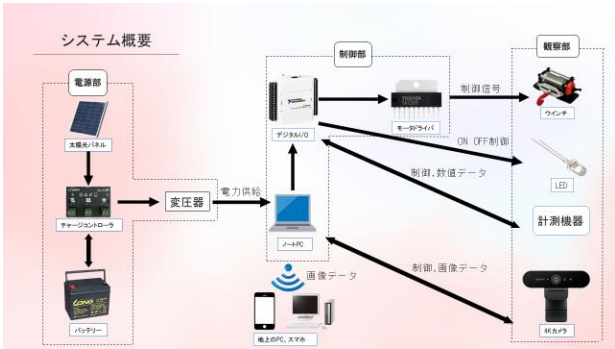 システム概要
電源部
太陽光パネル
チャージコントローラ
バッテリー
変圧器
電力供給
制御部
デジタルI/O
TOSHIBA
モータドライバ
ノートPC
画像データ
地上のPC、スマホ
制御信号
ON OFF制御
制御,数値データ
制御,画像データ
観察部
ウインチ
LED
計測機器
4Kカメラ
LONG